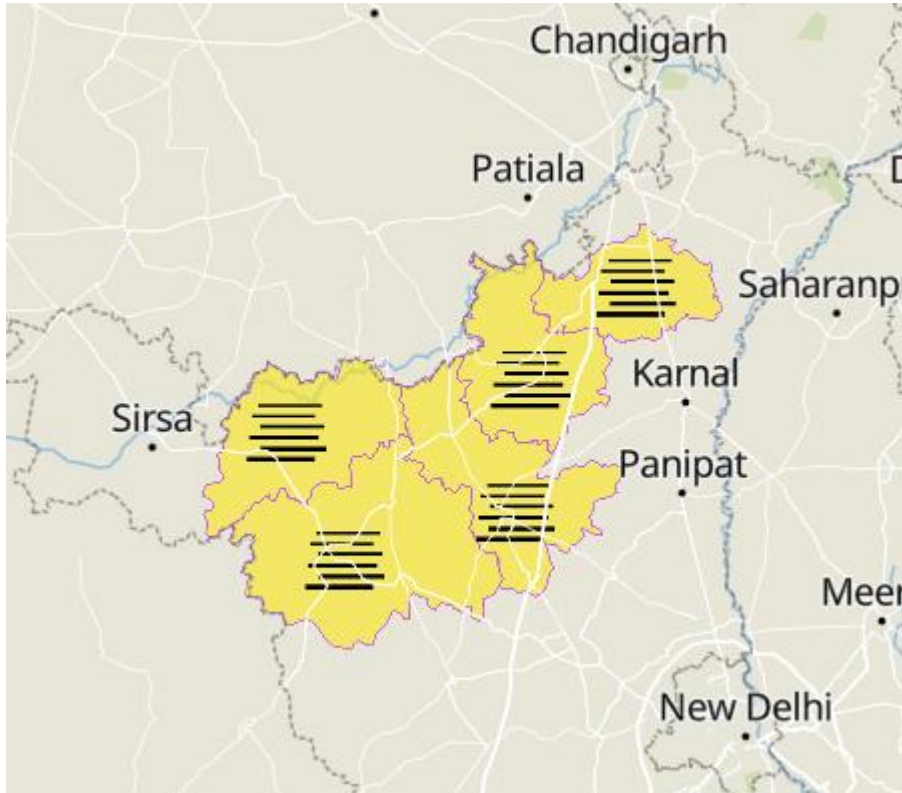 Chandigarh
Patiala
D
Saharanp
Karnal
Sirsa
Panipat
Meer
New Delhi